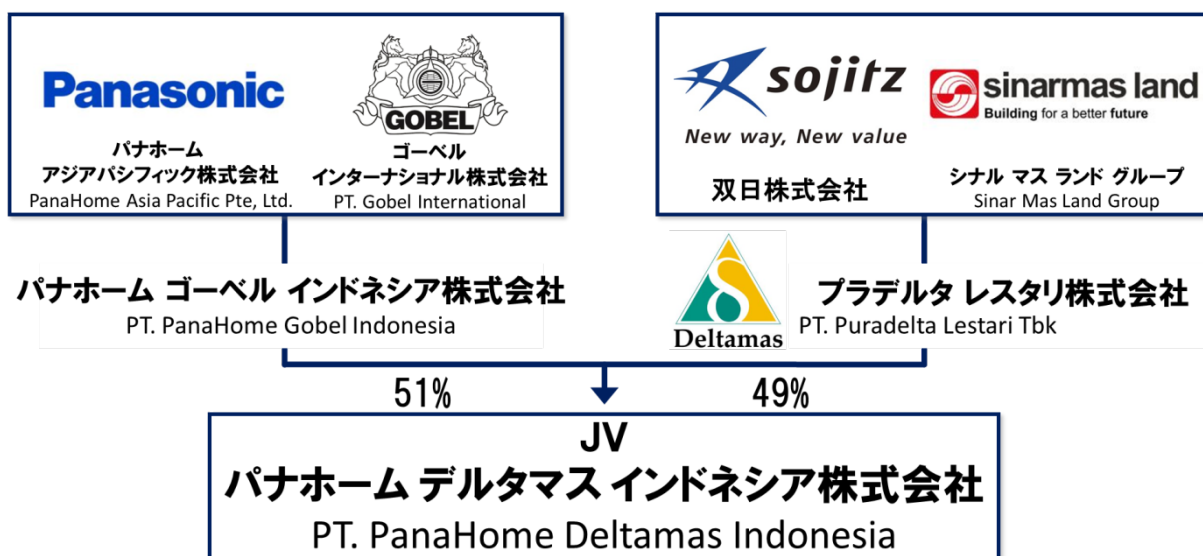 Panasonic
パナホーム
アジアパシフィック株式会社
PanaHome Asia Pacific Pte, Ltd.
GOBEL
ゴーベル
インターナショナル株式会社
PT. Gobel International
sojitz
New way, New value
双日株式会社
sinarmas land
Building for a better future
シナル マス ランド グループ
Sinar Mas Land Group
パナホーム ゴーベル インドネシア株式会社
PT. PanaHome Gobel Indonesia
Deltamas
プラデルタ レスタリ株式会社
PT. Puradelta Lestari Tbk
51%
49%
JV
パナホーム デルタマス インドネシア株式会社
PT. PanaHome Deltamas Indonesia